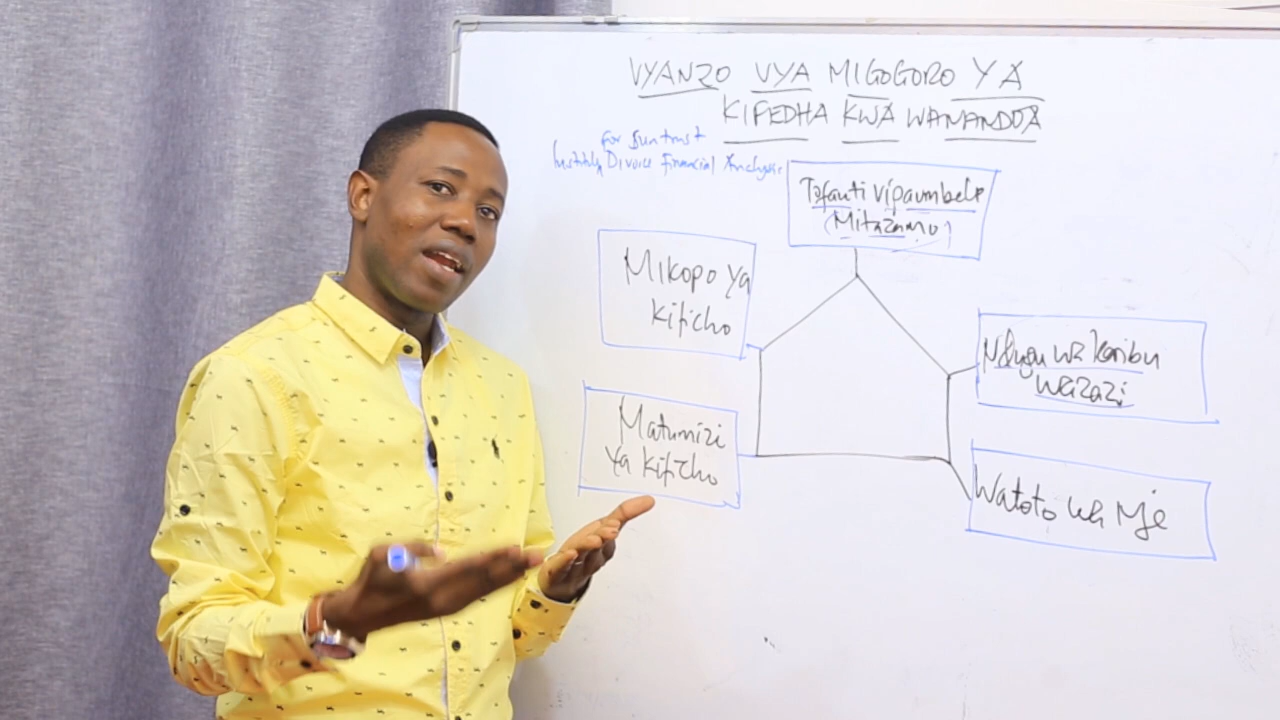 VYANZO VYA MIGOGORO YA
KIFEDHA KWA WANANDOA
for Suntrust
Divorce Financial Analysis
Tofauti Vipaumbele
(Mitazamo)
Mikopo Ya
kificho
Ndugu wa karibu
wazazi
Matumizi
Ya kificho
Watoto wa Nje